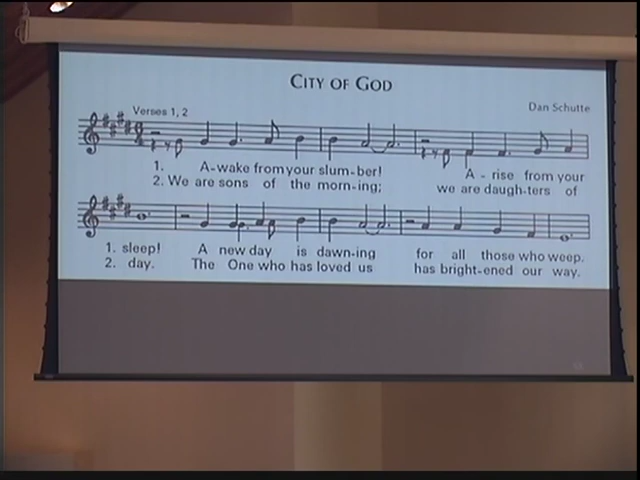 CITY OF GOD
Verses 1, 2
Dan Schutte
1. A-wake from your slum-ber! A - rise from your
2. We are sons of the morn-ing; we are daugh-ters of
1. sleep! A new day is dawn-ing for all those who weep.
2. day. The One who has loved us has bright-ened our way.